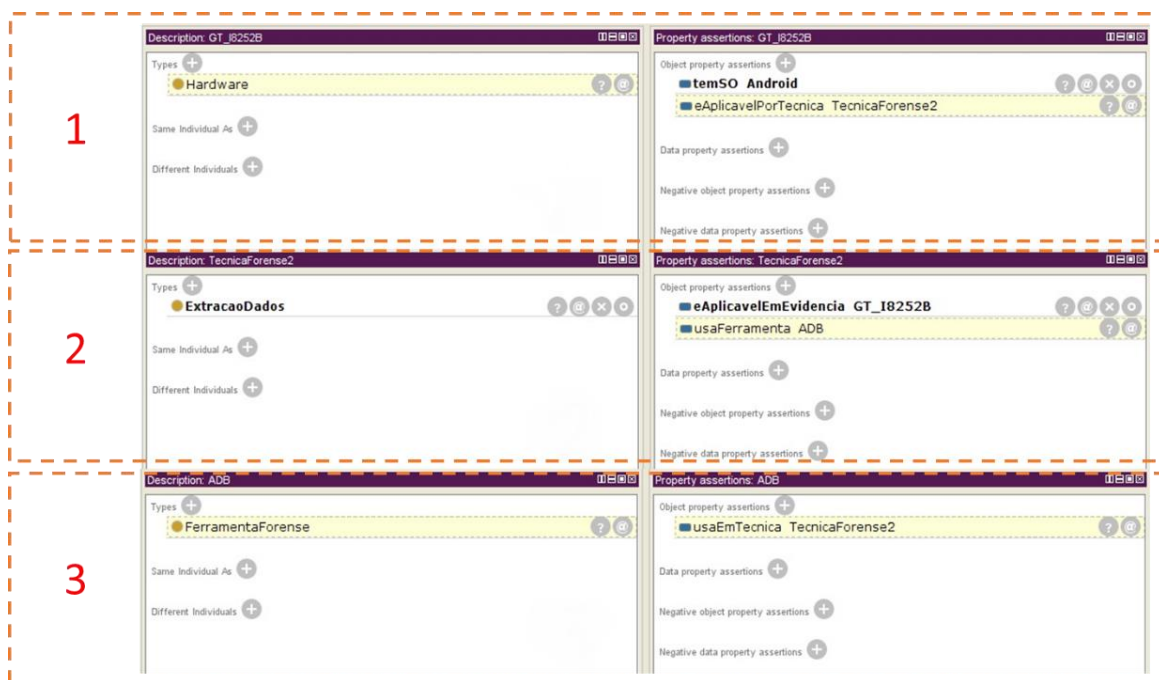 1
Description: GT_I8252B
Types
Hardware
Same Individual As
Different Individuals
Property assertions: GT_I8252B
Object property assertions
temSO Android
eAplicavelPorTecnica TecnicaForense2
Data property assertions
Negative object property assertions
Negative data property assertions
2
Description: TecnicaForense2
Types
ExtracaoDados
Same Individual As
Different Individuals
Property assertions: TecnicaForense2
Object property assertions
eAplicavelEmEvidencia GT_I8252B
usaFerramenta ADB
Data property assertions
Negative object property assertions
Negative data property assertions
3
Description: ADB
Types
FerramentaForense
Same Individual As
Different Individuals
Property assertions: ADB
Object property assertions
usaEmTecnica TecnicaForense2
Data property assertions
Negative object property assertions
Negative data property assertions